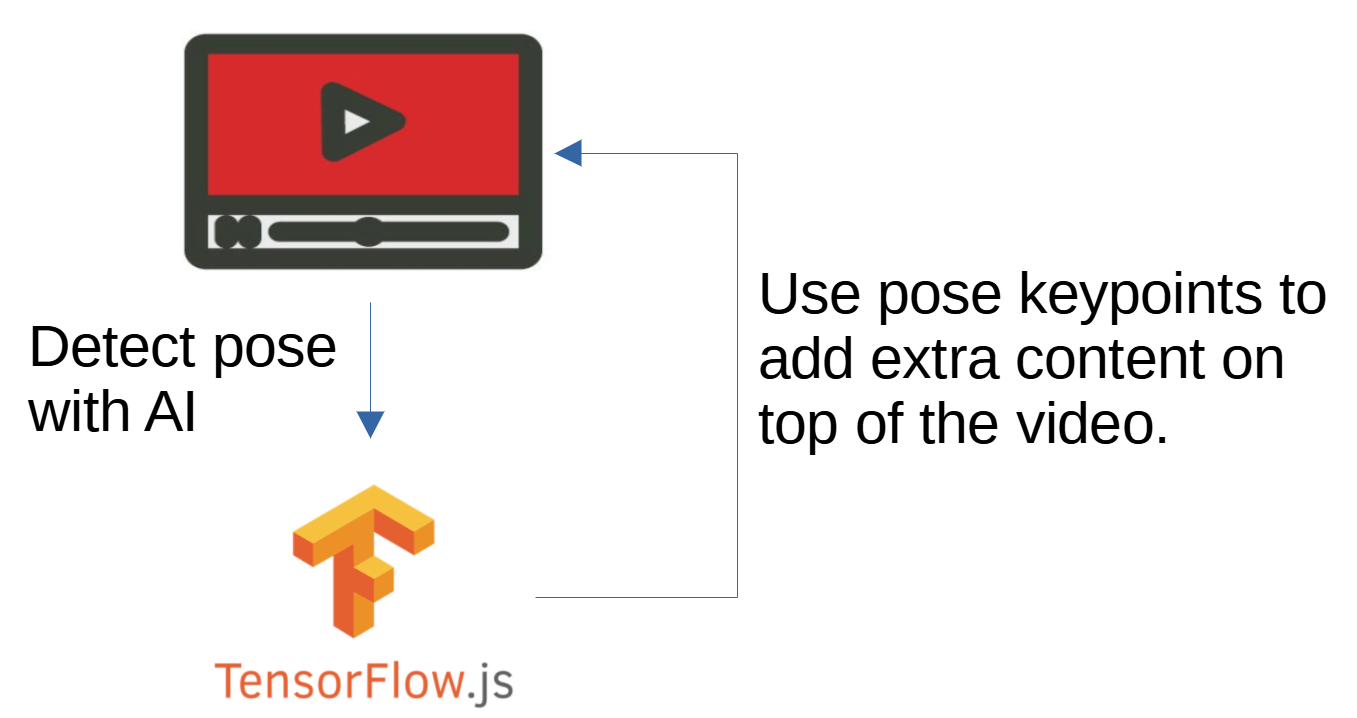 Detect pose
with AI
Use pose keypoints to
add extra content on
top of the video.
TensorFlow.js